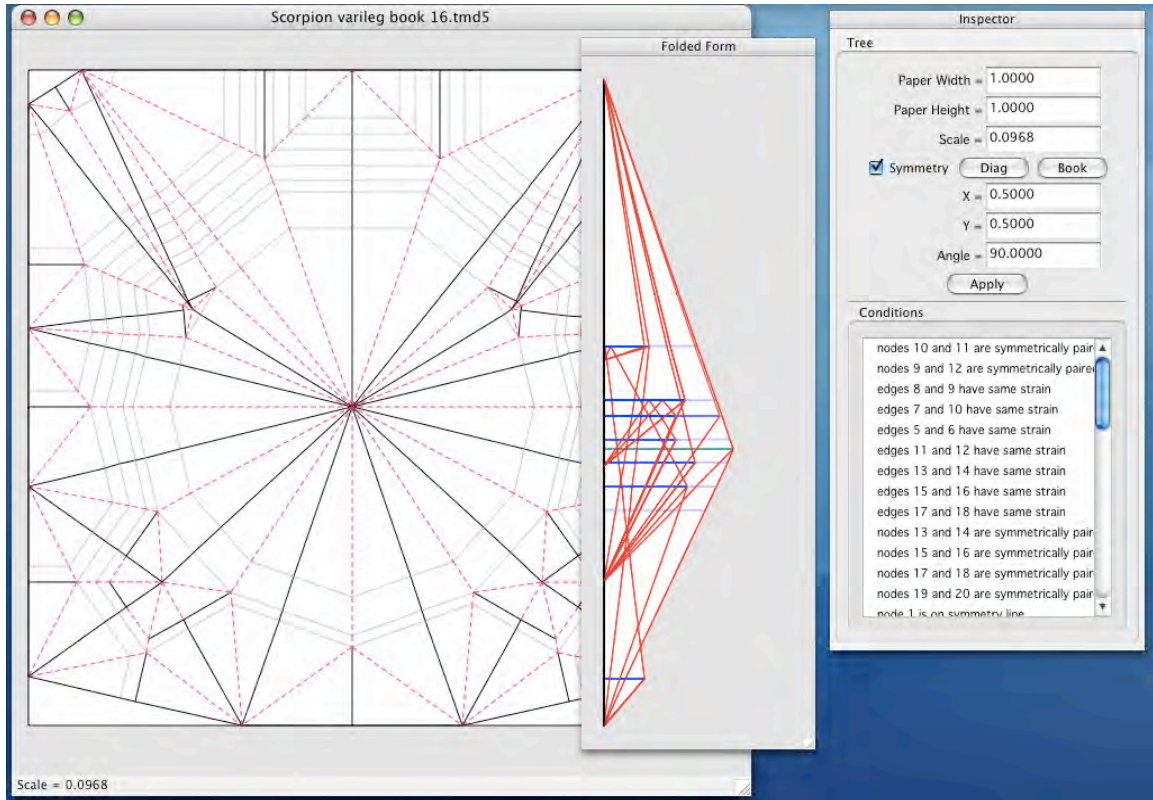 Scorpion varileg book 16.tmd5
Folded Form
Scale = 0.0968
Inspector
Tree
Paper Width = 1.0000
Paper Height = 1.0000
Scale = 0.0968
Symmetry Diag Book
X = 0.5000
Y = 0.5000
Angle = 90.0000
Apply
Conditions
nodes 10 and 11 are symmetrically pair
nodes 9 and 12 are symmetrically paire
edges 8 and 9 have same strain
edges 7 and 10 have same strain
edges 5 and 6 have same strain
edges 11 and 12 have same strain
edges 13 and 14 have same strain
edges 15 and 16 have same strain
edges 17 and 18 have same strain
nodes 13 and 14 are symmetrically pair
nodes 15 and 16 are symmetrically pair
nodes 17 and 18 are symmetrically pair
nodes 19 and 20 are symmetrically pair
node 1 is on symmetry line